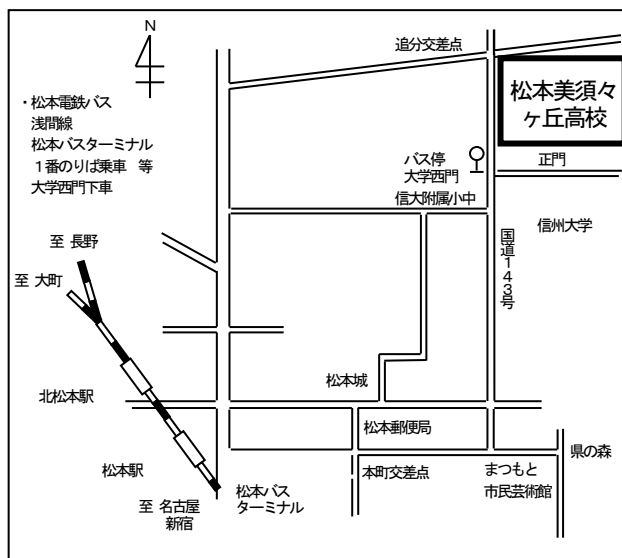 N
追分交差点
松本美須々
ヶ丘高校
・松本電鉄バス
浅間線
松本バスターミナル
１番のりば乗車　等
大学西門下車
バス停
大学西門
正門
信大附属小中
信州大学
国道１４３号
至 長野
至 大町
松本城
北松本駅
松本郵便局
県の森
松本駅
本町交差点
まつもと
市民芸術館
松本バス
ターミナル
至 名古屋
新宿